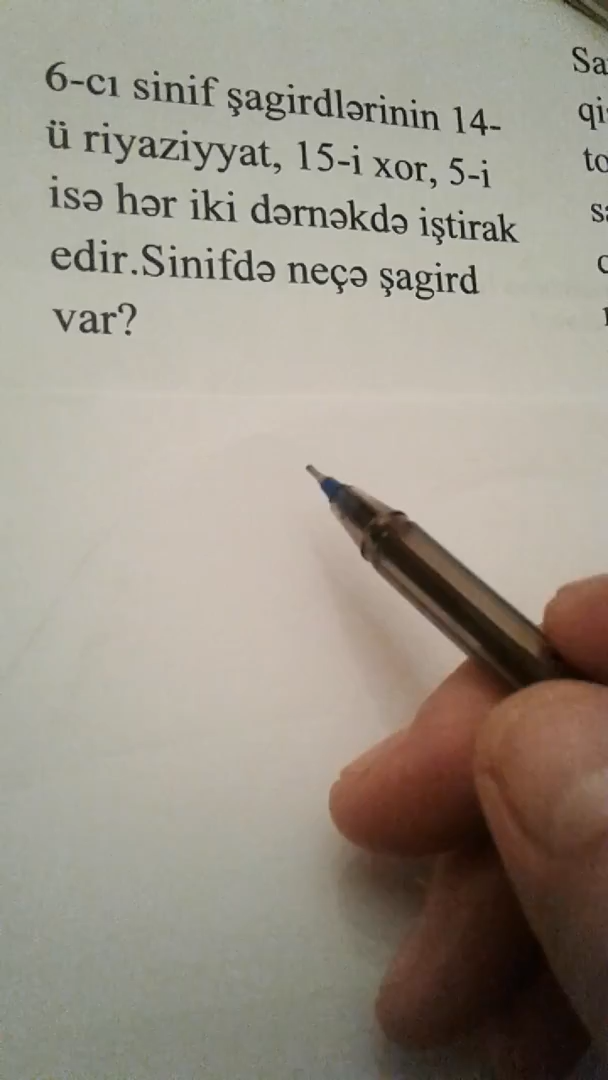 6-cı sinif şagirdlərinin 14-
ü riyaziyyat, 15-i xor, 5-i
isə hər iki dərnəkdə iştirak
edir.Sinifdə neçə şagird
var?